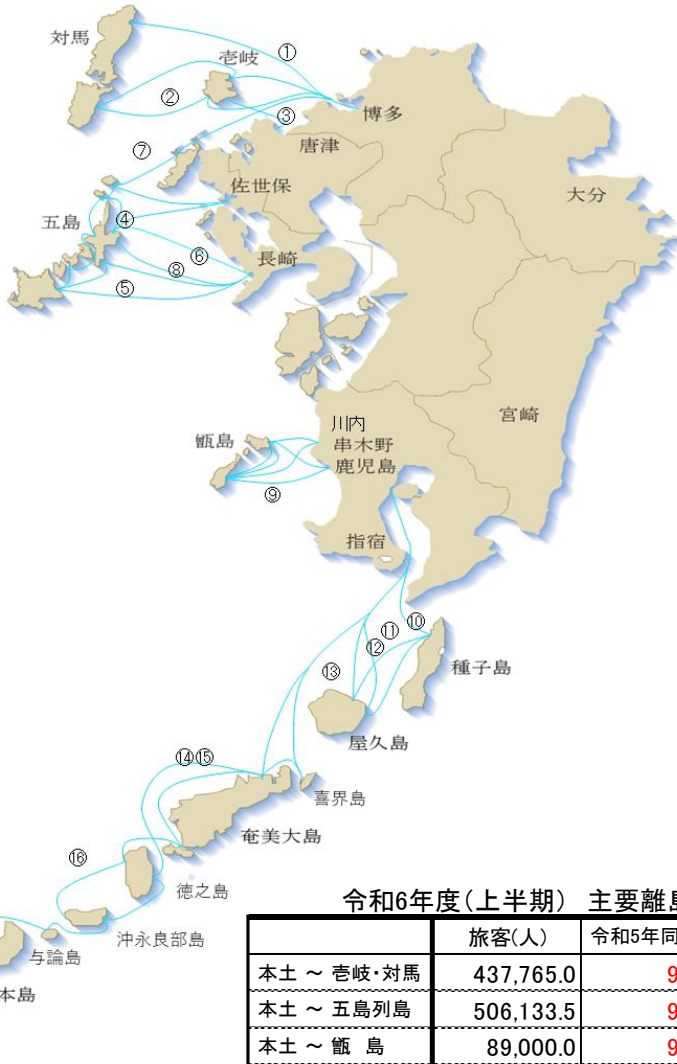 対馬
①
壱岐
②
③
博多
唐津
⑦
佐世保
大分
五島
④
⑥
長崎
⑧
⑤
宮崎
川内
甑島
串木野
鹿児島
⑨
指宿
⑩
⑪
⑫
種子島
⑬
屋久島
⑭⑮
喜界島
奄美大島
⑯
徳之島
沖永良部島
与論島
本島
令和6年度(上半期) 主要離島
旅客(人) 令和5年同
本土 ～ 壱岐・対馬 437,765.0 9
本土 ～ 五島列島 506,133.5 9
本土 ～ 甑 島 89,000.0 9